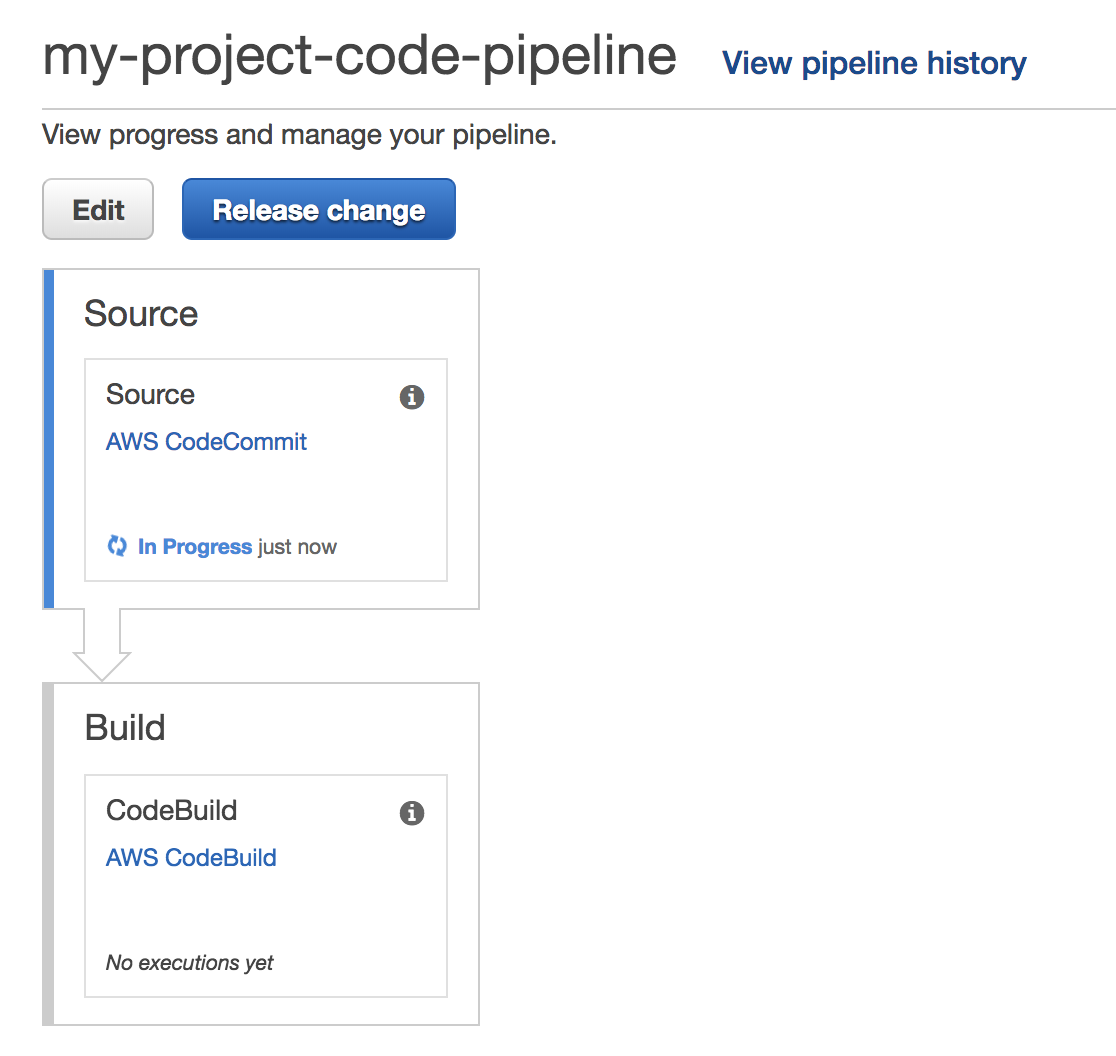 my-project-code-pipeline View pipeline history
View progress and manage your pipeline.
Edit Release change
Source
Source
AWS CodeCommit
In Progress just now
Build
CodeBuild
AWS CodeBuild
No executions yet